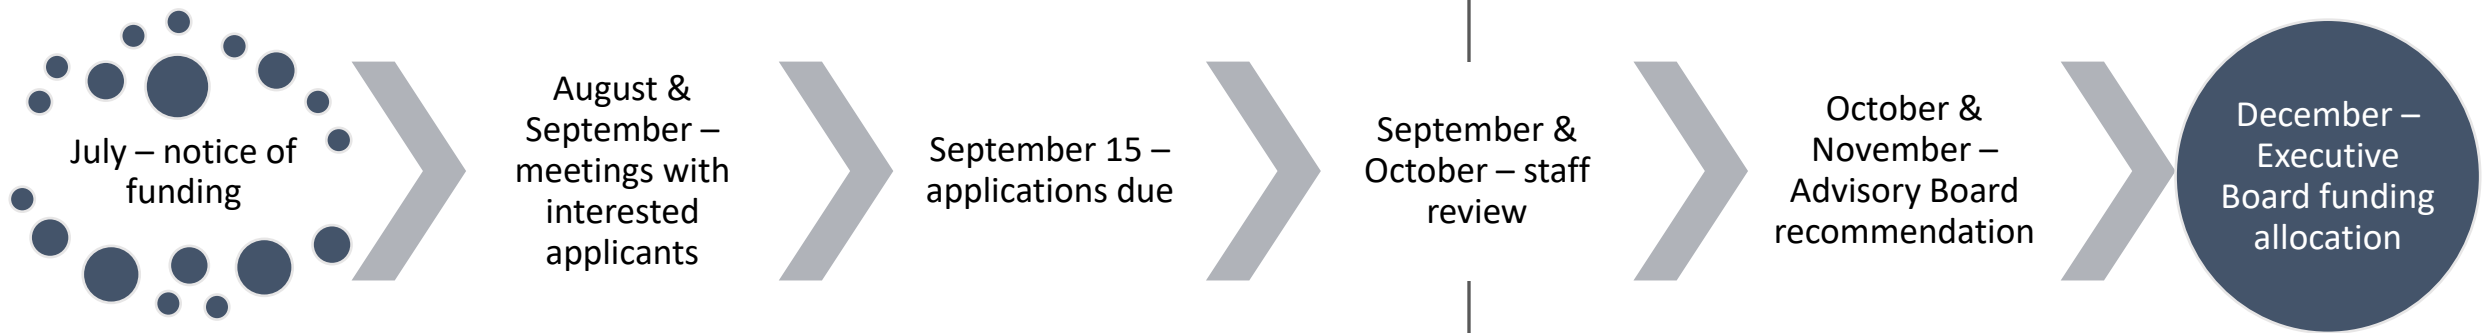 July – notice of
funding
August &
September –
meetings with
interested
applicants
September 15 –
applications due
September &
October – staff
review
October &
November –
Advisory Board
recommendation
December –
Executive
Board funding
allocation